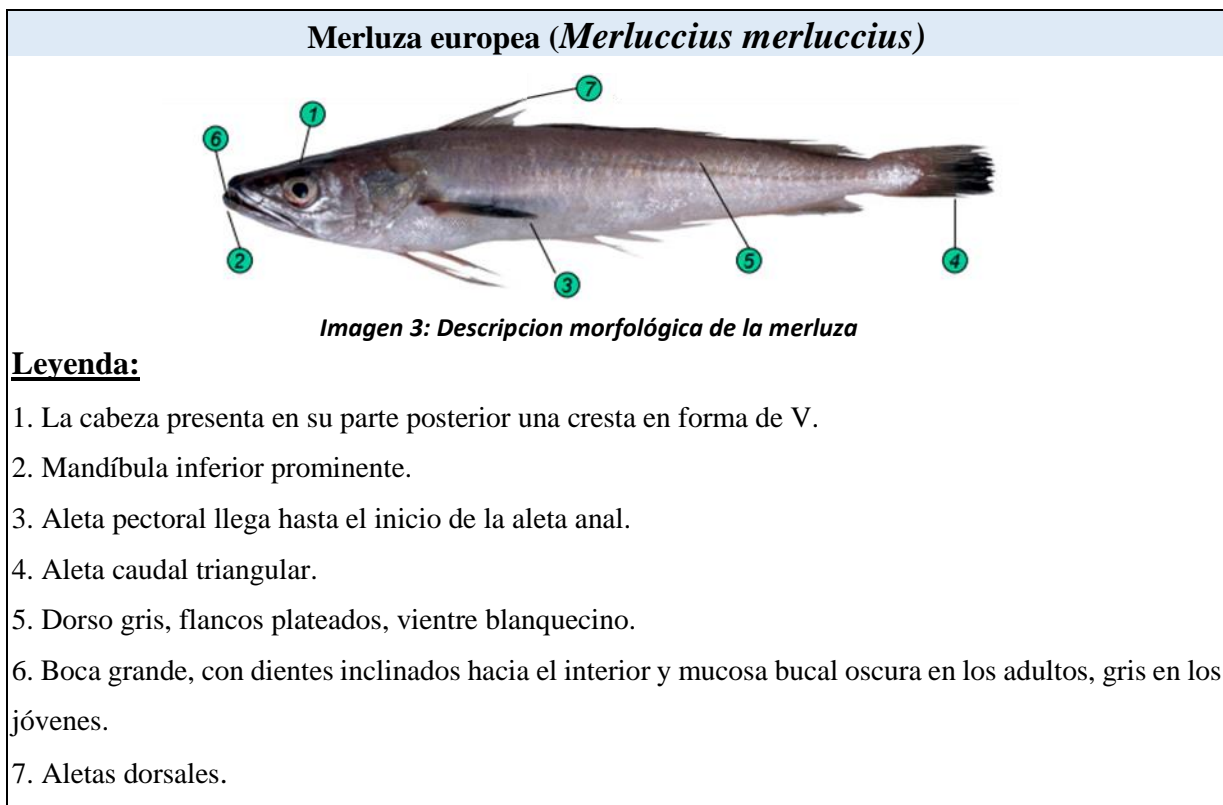 Merluza europea (Merluccius merluccius)
7
1
6
2
3
5
4
Imagen 3: Descripcion morfológica de la merluza
Leyenda:
1. La cabeza presenta en su parte posterior una cresta en forma de V.
2. Mandíbula inferior prominente.
3. Aleta pectoral llega hasta el inicio de la aleta anal.
4. Aleta caudal triangular.
5. Dorso gris, flancos plateados, vientre blanquecino.
6. Boca grande, con dientes inclinados hacia el interior y mucosa bucal oscura en los adultos, gris en los
jóvenes.
7. Aletas dorsales.